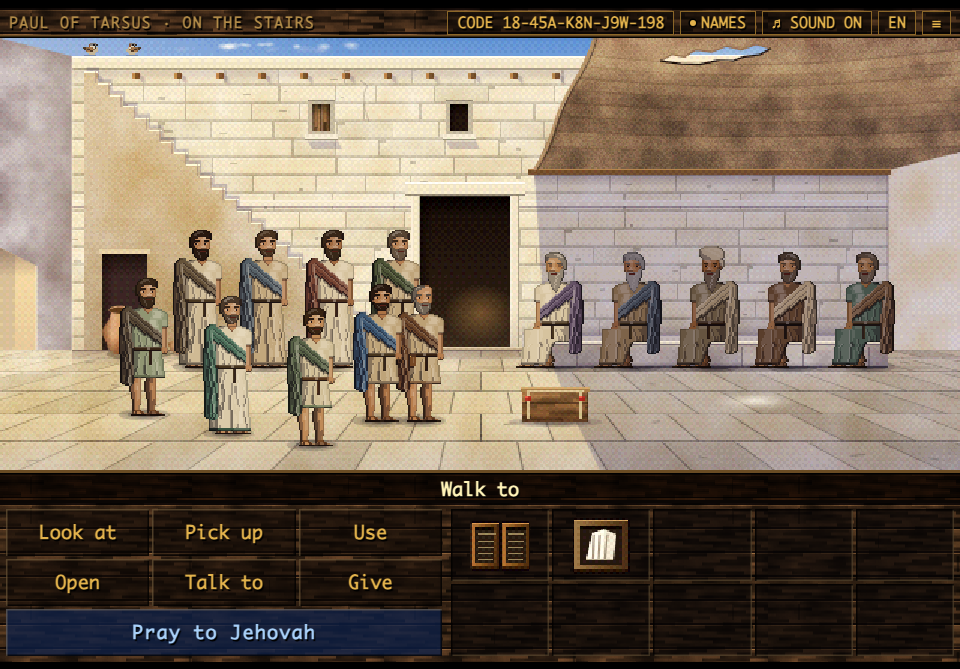 PAUL OF TARSUS · ON THE STAIRS
CODE 18-45A-K8N-J9W-198
• NAMES
♬ SOUND ON
EN
≡
Walk to
Look at
Pick up
Use
Open
Talk to
Give
Pray to Jehovah